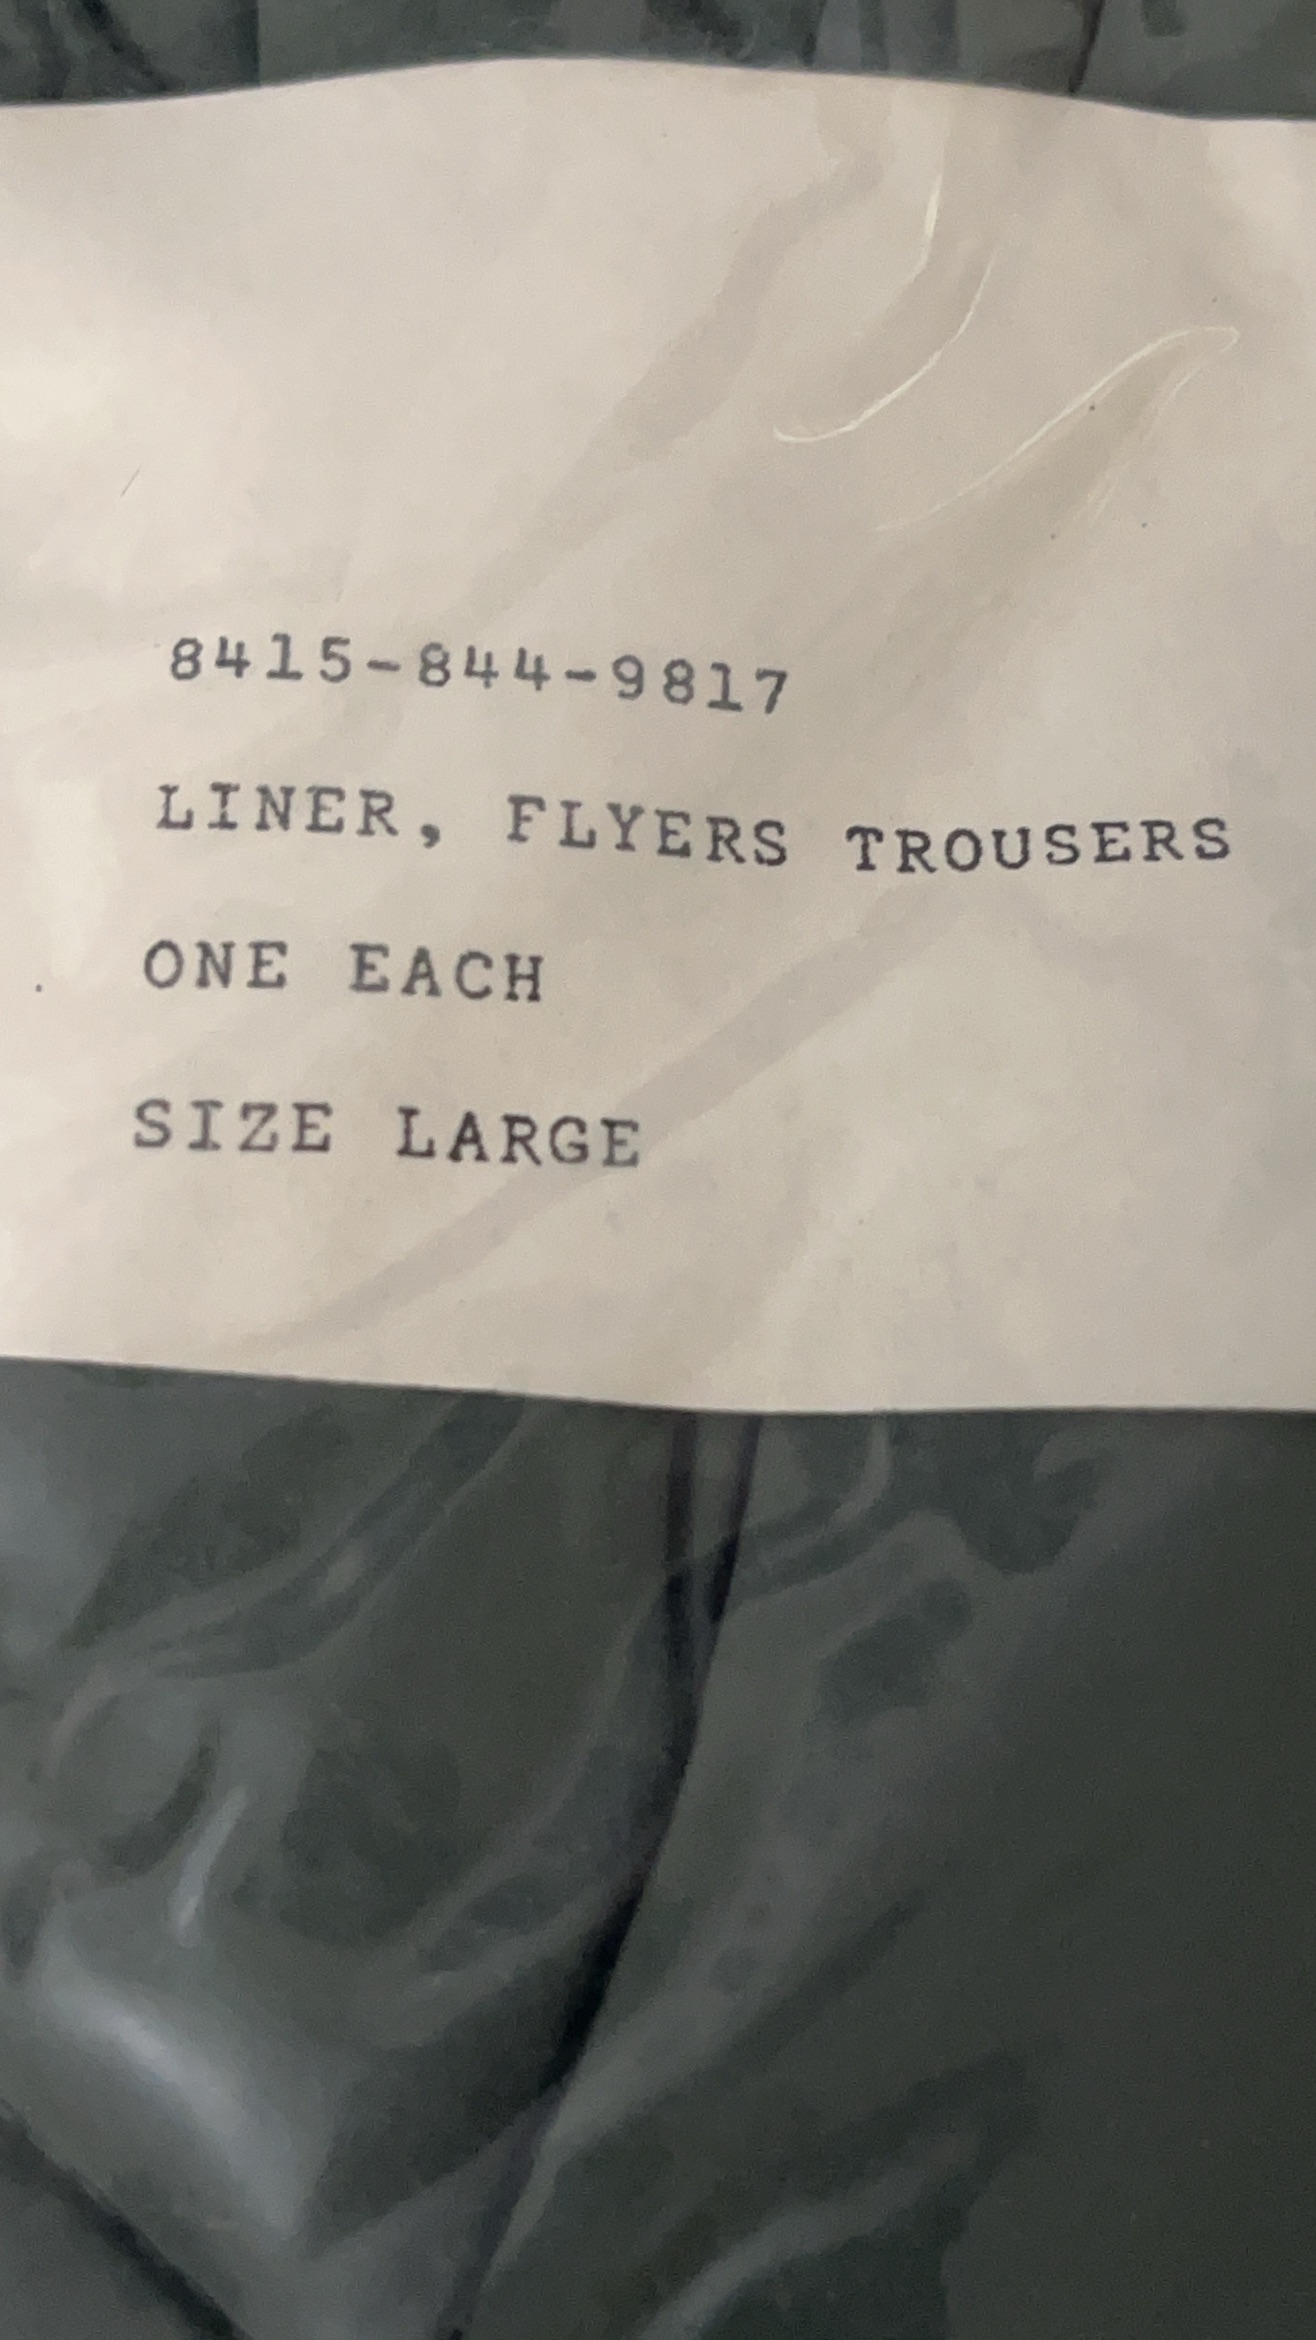 8415-844-9817
LINER, FLYERS TROUSERS
ONE EACH
SIZE LARGE